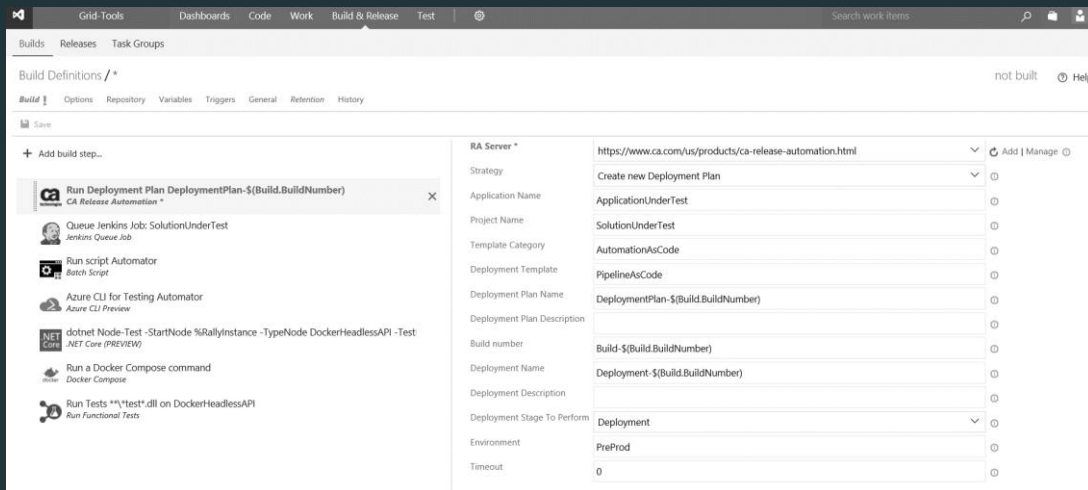 Grid-Tools Dashboards Code Work Build & Release Test Search work items
Builds Releases Task Groups
Build Definitions / * not built Help
Build ! Options Repository Variables Triggers General Retention History
Save
+ Add build step...
ca
technologies
Run Deployment Plan DeploymentPlan-$(Build.BuildNumber)
CA Release Automation *
Queue Jenkins Job: SolutionUnderTest
Jenkins Queue Job
Run script Automator
Batch Script
Azure CLI for Testing Automator
Azure CLI Preview
.NET
Core
dotnet Node-Test -StartNode %RallyInstance -TypeNode DockerHeadlessAPI -Test
.NET Core (PREVIEW)
docker
Run a Docker Compose command
Docker Compose
Run Tests **\*test*.dll on DockerHeadlessAPI
Run Functional Tests
RA Server * https://www.ca.com/us/products/ca-release-automation.html Add | Manage
Strategy Create new Deployment Plan
Application Name ApplicationUnderTest
Project Name SolutionUnderTest
Template Category AutomationAsCode
Deployment Template PipelineAsCode
Deployment Plan Name DeploymentPlan-$(Build.BuildNumber)
Deployment Plan Description
Build number Build-$(Build.BuildNumber)
Deployment Name Deployment-$(Build.BuildNumber)
Deployment Description
Deployment Stage To Perform Deployment
Environment PreProd
Timeout 0